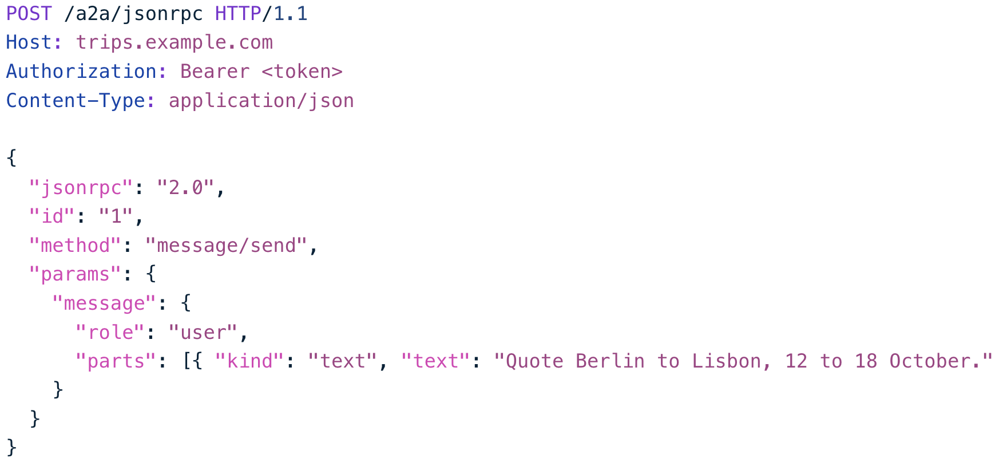 POST /a2a/jsonrpc HTTP/1.1
Host: trips.example.com
Authorization: Bearer <token>
Content-Type: application/json

{
  "jsonrpc": "2.0",
  "id": "1",
  "method": "message/send",
  "params": {
    "message": {
      "role": "user",
      "parts": [{ "kind": "text", "text": "Quote Berlin to Lisbon, 12 to 18 October."
    }
  }
}